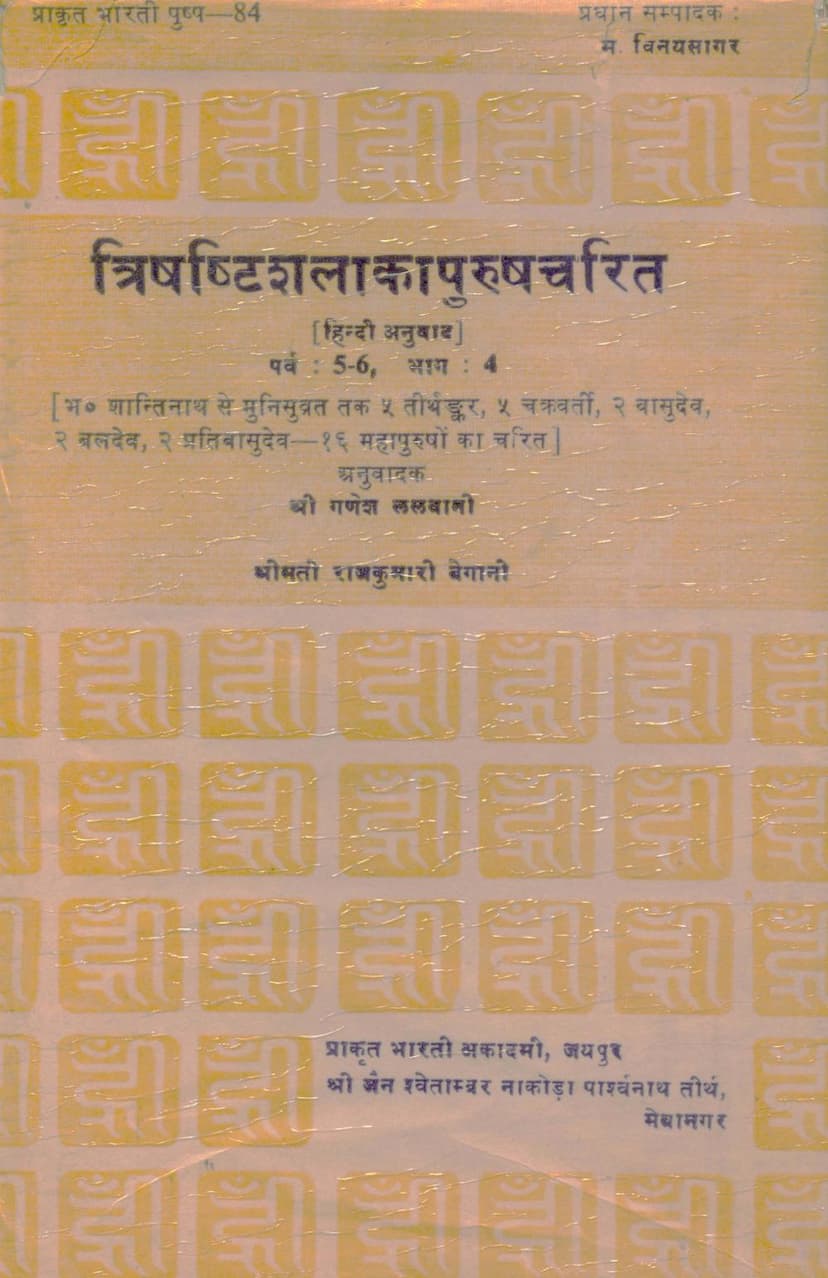 प्राकृत भारती पुष्प—84
प्रधान सम्पादक :
म. विनयसागर
त्रिषष्टिशलाकापुरुषचरित
[हिन्दी अनुवाद]
पर्व : 5-6, भाग : 4
[भ० शान्तिनाथ से मुनिसुव्रत तक ५ तीर्थङ्कर, ५ चक्रवर्ती, २ वासुदेव,
२ बलदेव, २ प्रतिवासुदेव—१६ महापुरुषों का चरित]
अनुवादक
श्री गणेश ललवानी
श्रीमती राजकुमारी बेगानी
प्राकृत भारती अकादमी, जयपुर
श्री जैन श्वेताम्बर नाकोड़ा पार्श्वनाथ तीर्थ,
मेवानगर